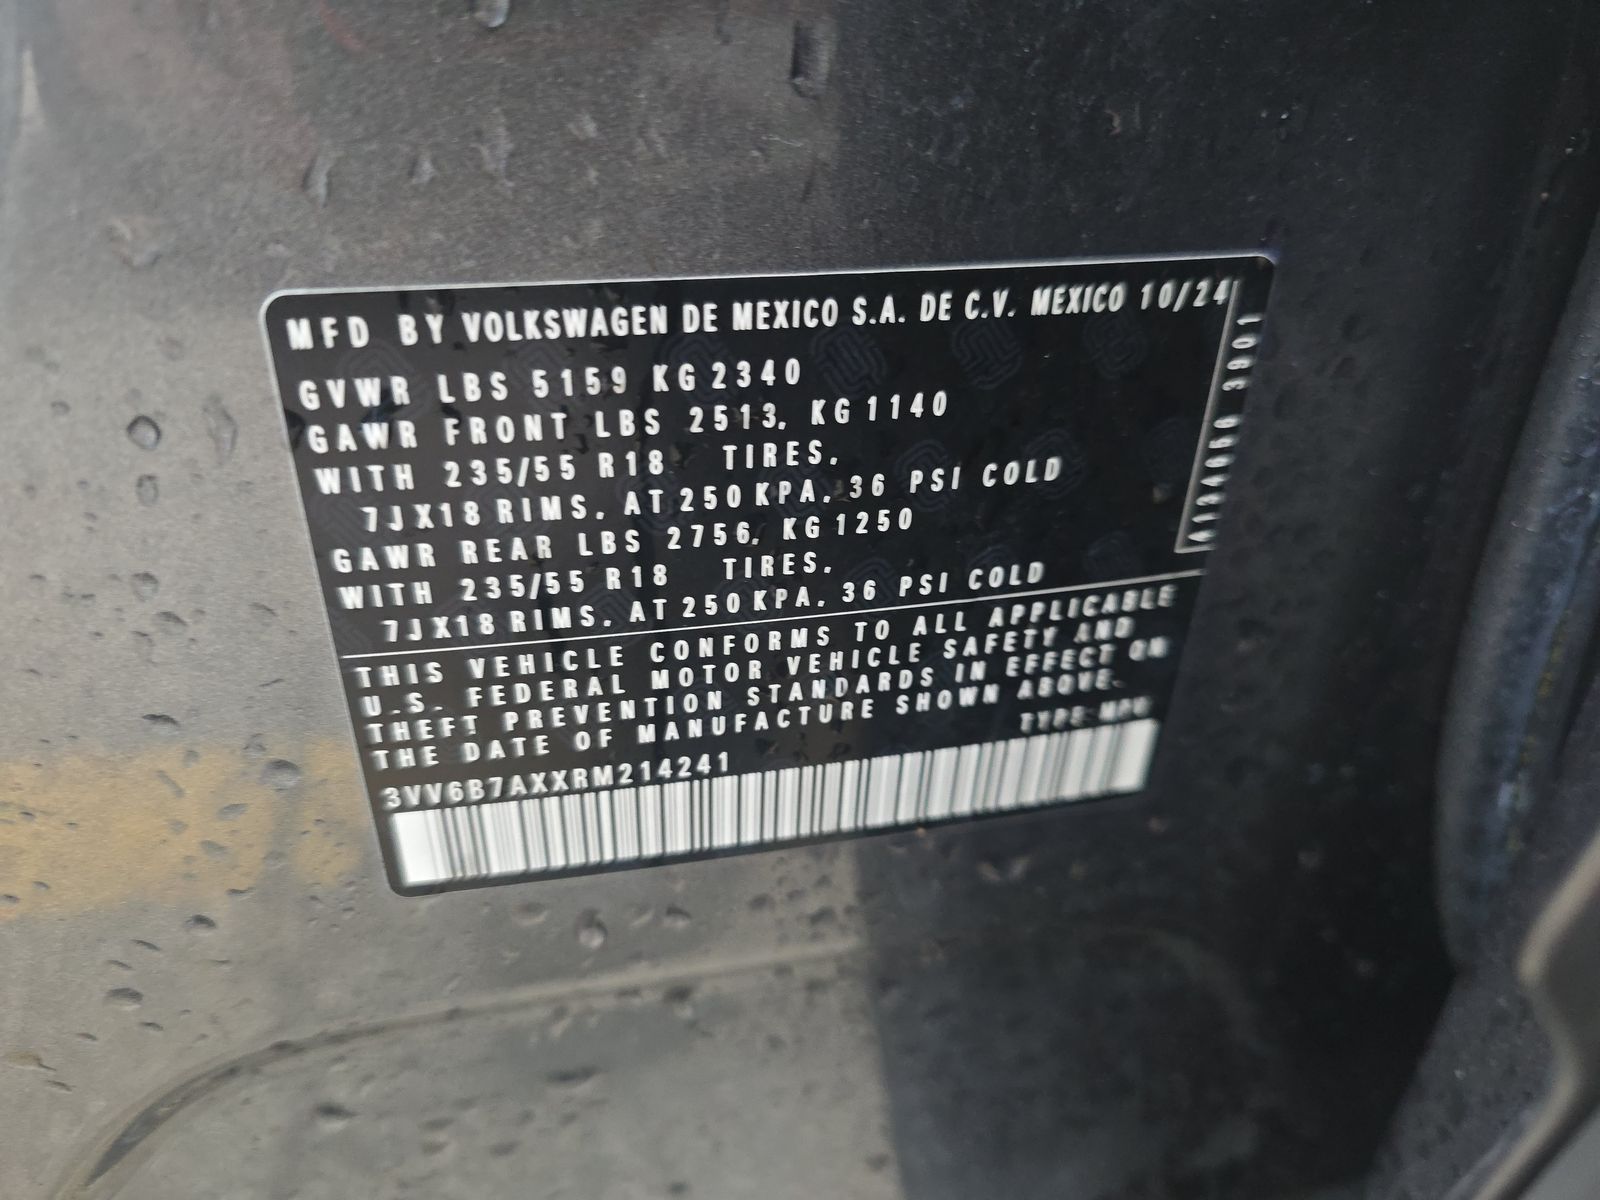 MFD BY VOLKSWAGEN DE MEXICO S.A. DE C.V. MEXICO 10/24
GVWR LBS 5159 KG 2340
GAWR FRONT LBS 2513, KG 1140
WITH 235/55 R18 TIRES,
7JX18 RIMS, AT 250 KPA, 36 PSI COLD
GAWR REAR LBS 2756, KG 1250
WITH 235/55 R18 TIRES,
7JX18 RIMS, AT 250 KPA, 36 PSI COLD
THIS VEHICLE CONFORMS TO ALL APPLICABLE
U.S. FEDERAL MOTOR VEHICLE SAFETY AND
THEFT PREVENTION STANDARDS IN EFFECT ON
THE DATE OF MANUFACTURE SHOWN ABOVE.
TYPE: MPV
3VV6B7AXXRM214241
3901